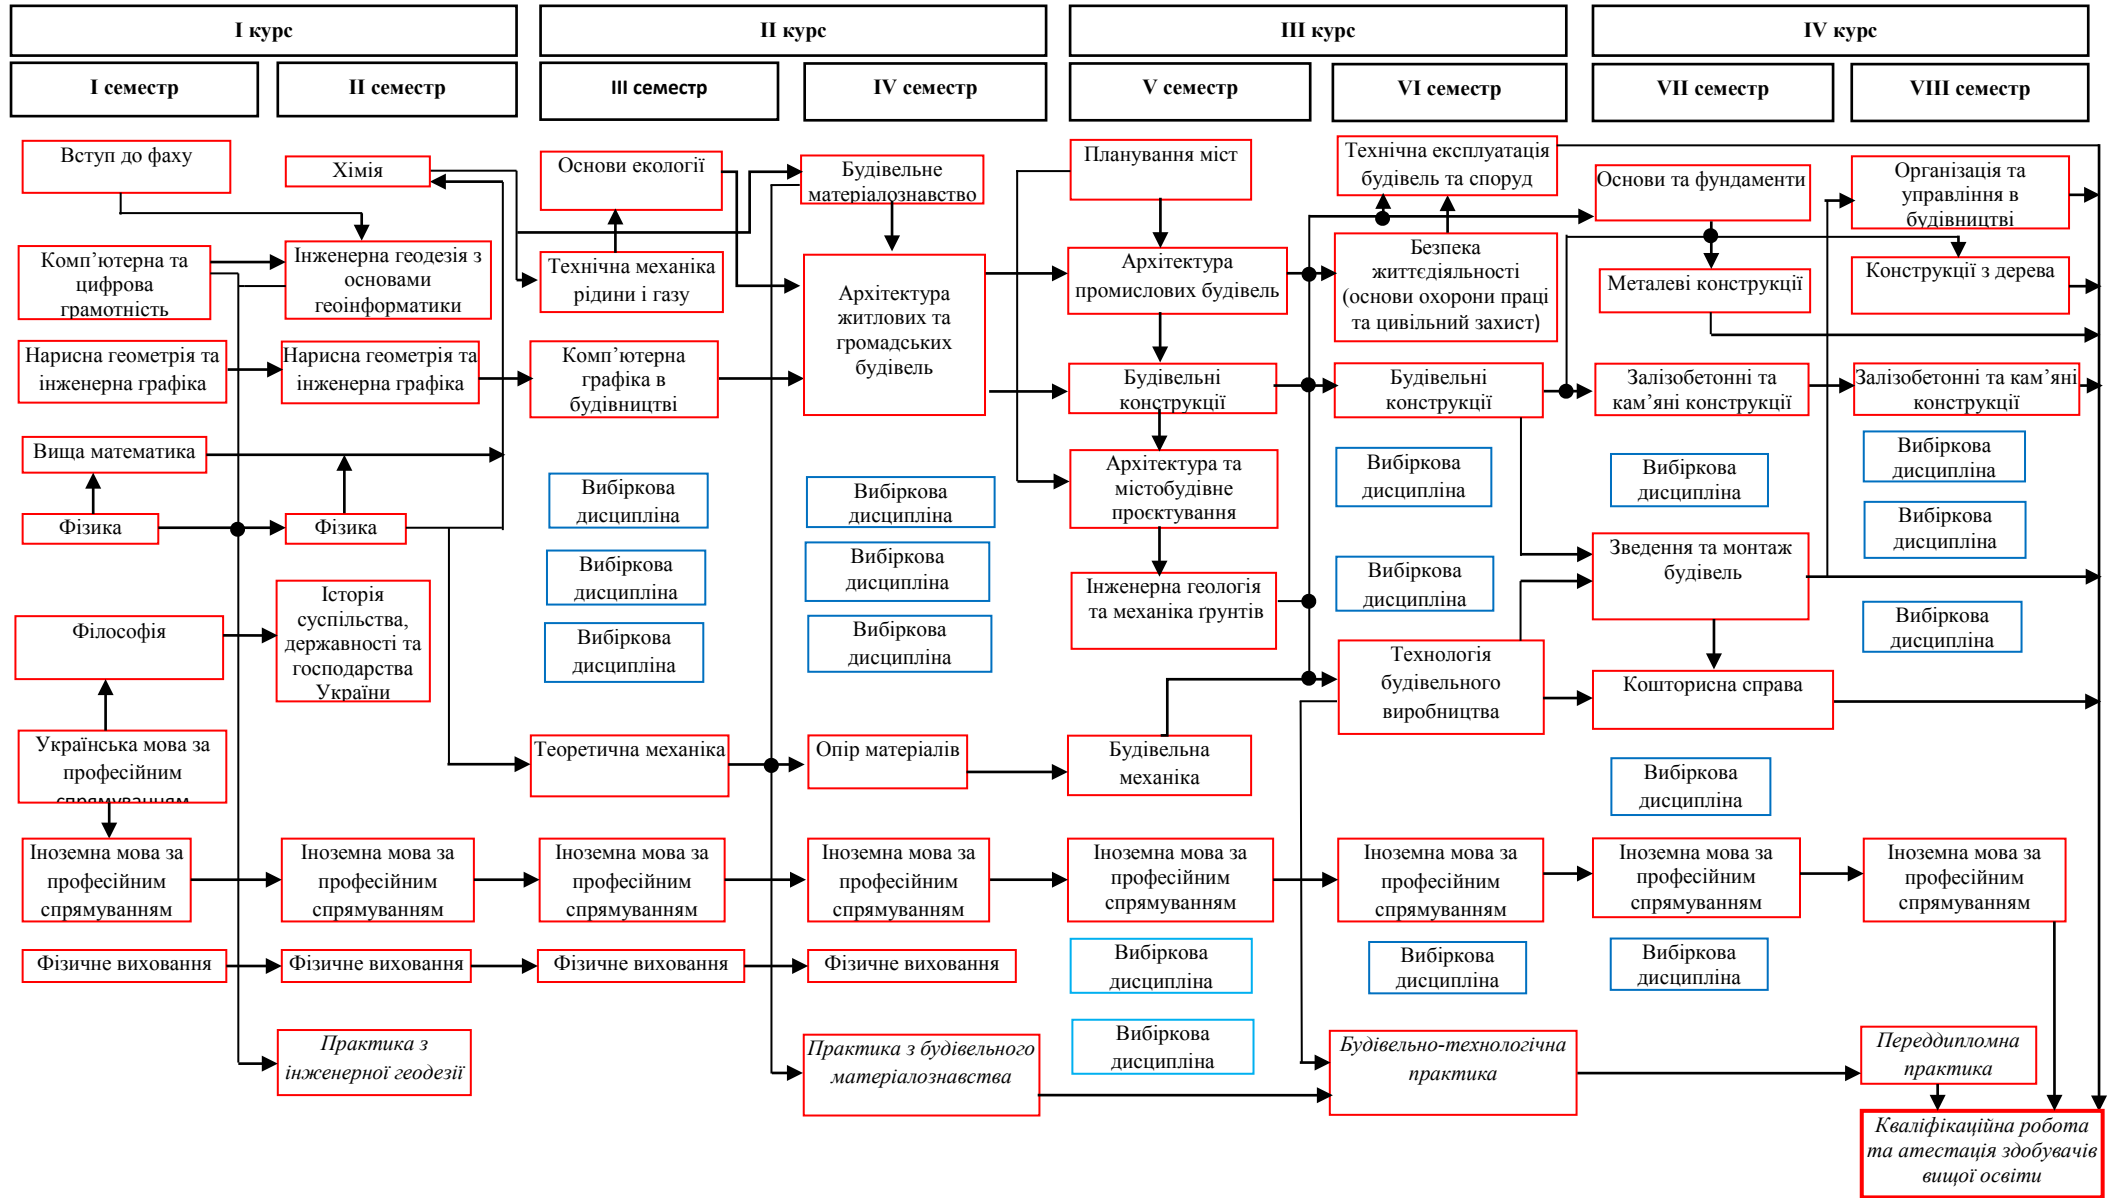 I курс
II курс
III курс
IV курс
I семестр
II семестр
III семестр
IV семестр
V семестр
VI семестр
VII семестр
VIII семестр
Вступ до фаху
Комп’ютерна та
цифрова
грамотність
Нарисна геометрія та
інженерна графіка
Вища математика
Фізика
Філософія
Українська мова за
професійним
спрямуванням
Іноземна мова за
професійним
спрямуванням
Фізичне виховання
Хімія
Інженерна геодезія з
основами
геоінформатики
Нарисна геометрія та
інженерна графіка
Фізика
Історія
суспільства,
державності та
господарства
України
Іноземна мова за
професійним
спрямуванням
Фізичне виховання
Практика з
інженерної геодезії
Основи екології
Технічна механіка
рідини і газу
Комп’ютерна
графіка в
будівництві
Вибіркова
дисципліна
Вибіркова
дисципліна
Вибіркова
дисципліна
Теоретична механіка
Іноземна мова за
професійним
спрямуванням
Фізичне виховання
Будівельне
матеріалознавство
Архітектура
житлових та
громадських
будівель
Вибіркова
дисципліна
Вибіркова
дисципліна
Вибіркова
дисципліна
Опір матеріалів
Іноземна мова за
професійним
спрямуванням
Фізичне виховання
Практика з будівельного
матеріалознавства
Планування міст
Архітектура
промислових будівель
Будівельні
конструкції
Архітектура та
містобудівне
проєктування
Інженерна геологія
та механіка ґрунтів
Будівельна
механіка
Іноземна мова за
професійним
спрямуванням
Вибіркова
дисципліна
Вибіркова
дисципліна
Технічна експлуатація
будівель та споруд
Безпека
життєдіяльності
(основи охорони праці
та цивільний захист)
Будівельні
конструкції
Вибіркова
дисципліна
Вибіркова
дисципліна
Технологія
будівельного
виробництва
Іноземна мова за
професійним
спрямуванням
Вибіркова
дисципліна
Будівельно-технологічна
практика
Основи та фундаменти
Металеві конструкції
Залізобетонні та
кам’яні конструкції
Вибіркова
дисципліна
Зведення та монтаж
будівель
Кошторисна справа
Вибіркова
дисципліна
Іноземна мова за
професійним
спрямуванням
Вибіркова
дисципліна
Організація та
управління в
будівництві
Конструкції з дерева
Залізобетонні та кам’яні
конструкції
Вибіркова
дисципліна
Вибіркова
дисципліна
Вибіркова
дисципліна
Іноземна мова за
професійним
спрямуванням
Переддипломна
практика
Кваліфікаційна робота
та атестація здобувачів
вищої освіти